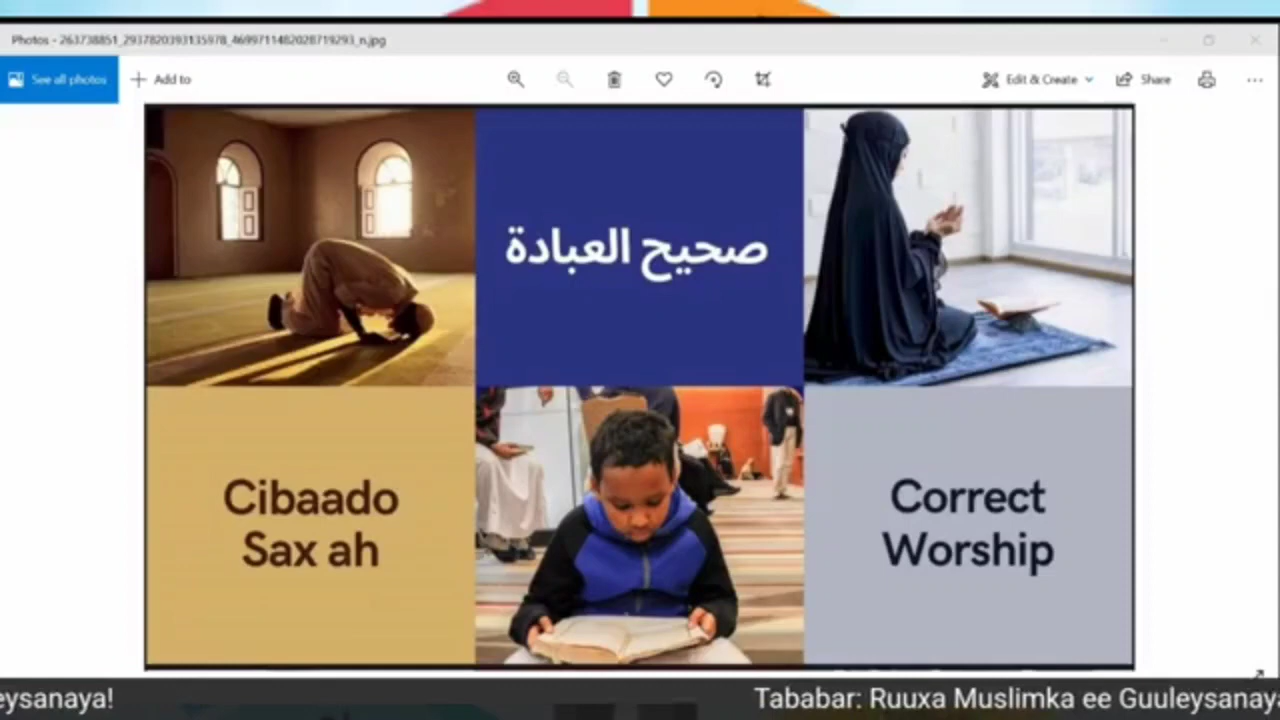 Photos - 263738851_2937820393135978_4699711482028719293_n.jpg
See all photos
Add to
Edit & Create
Share
صحيح العبادة
Cibaado
Sax ah
Correct
Worship
eysanaya!
Tababar: Ruuxa Muslimka ee Guuleysanay